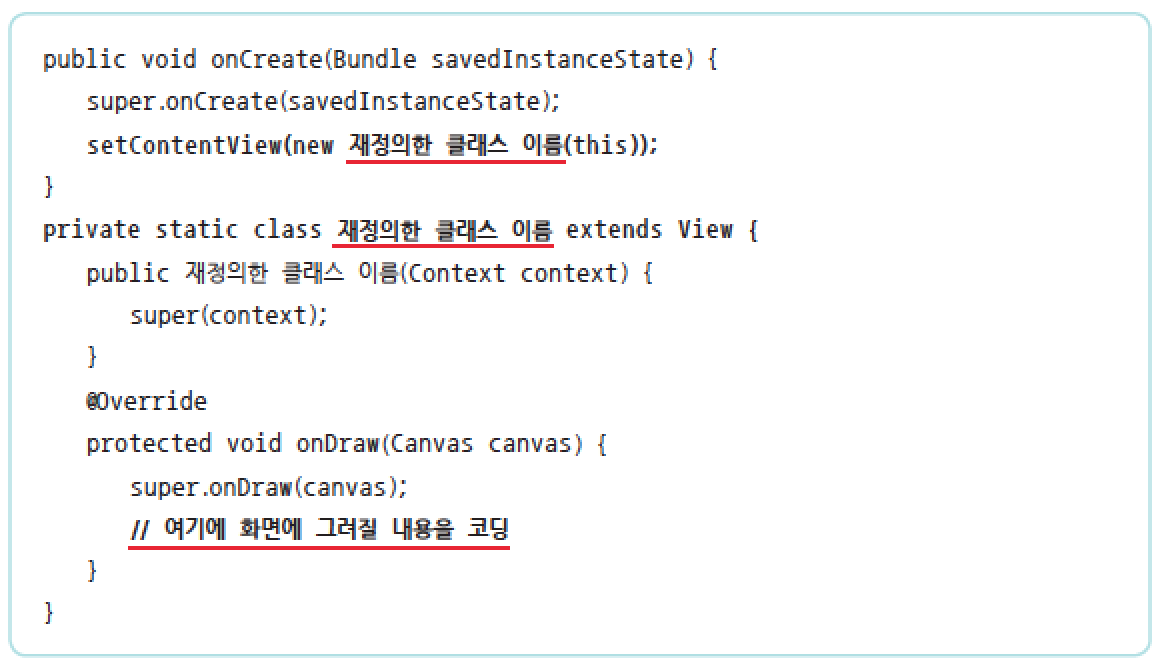 public void onCreate(Bundle savedInstanceState) {
super.onCreate(savedInstanceState);
setContentView(new 재정의한 클래스 이름(this));
}
private static class 재정의한 클래스 이름 extends View {
public 재정의한 클래스 이름(Context context) {
super(context);
}
@Override
protected void onDraw(Canvas canvas) {
super.onDraw(canvas);
// 여기에 화면에 그려질 내용을 코딩
}
}